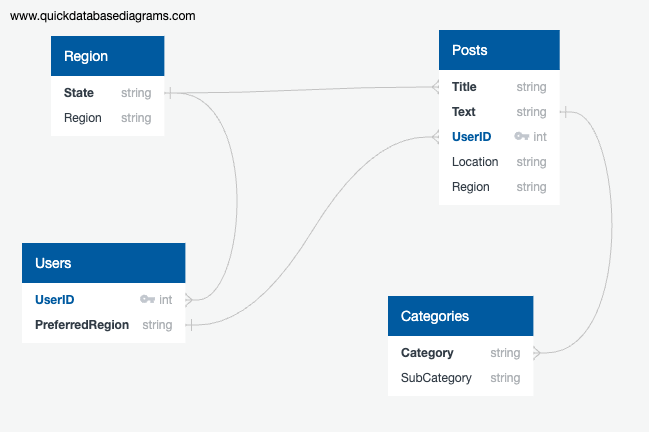 www.quickdatabasediagrams.com
Region
State string
Region string
Posts
Title string
Text string
UserID int
Location string
Region string
Users
UserID int
PreferredRegion string
Categories
Category string
SubCategory string